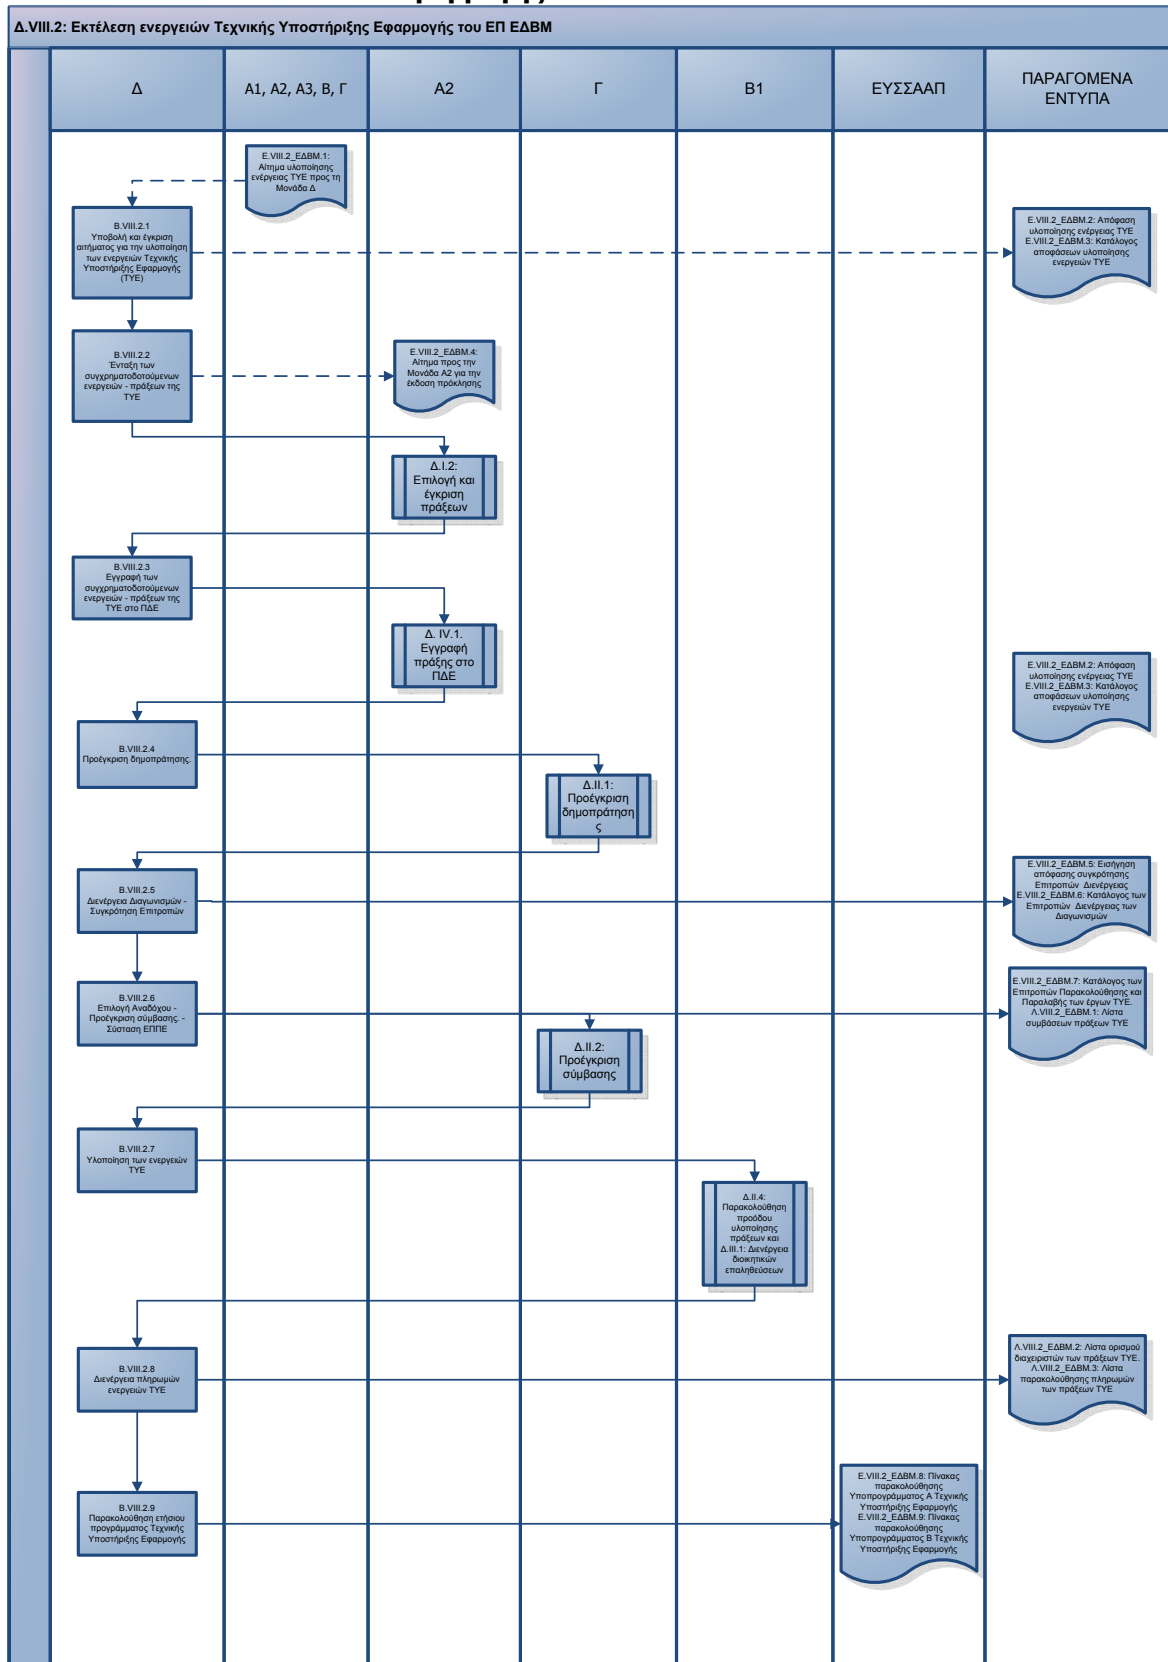 Δ.VIII.2: Εκτέλεση ενεργειών Τεχνικής Υποστήριξης Εφαρμογής του ΕΠ ΕΔΒΜ
Δ
Α1, Α2, Α3, Β, Γ
Α2
Γ
Β1
ΕΥΣΣΑΑΠ
ΠΑΡΑΓΟΜΕΝΑ
ΕΝΤΥΠΑ
Ε.VIII.2_ΕΔΒΜ.1:
Αίτημα υλοποίησης
ενέργειας ΤΥΕ προς τη
Μονάδα Δ
Β.VIII.2.1
Υποβολή και έγκριση
αιτήματος για την υλοποίηση
των ενεργειών Τεχνικής
Υποστήριξης Εφαρμογής
(ΤΥΕ)
Ε.VIII.2_ΕΔΒΜ.2: Απόφαση
υλοποίησης ενέργειας ΤΥΕ
Ε.VIII.2_ΕΔΒΜ.3: Κατάλογος
αποφάσεων υλοποίησης
ενεργειών ΤΥΕ
Β.VIII.2.2
Ένταξη των
συγχρηματοδοτούμενων
ενεργειών - πράξεων της
ΤΥΕ
Ε.VIII.2_ΕΔΒΜ.4:
Αίτημα προς την
Μονάδα Α2 για την
έκδοση πρόκλησης
Δ.Ι.2:
Επιλογή και
έγκριση
πράξεων
Β.VIII.2.3
Εγγραφή των
συγχρηματοδοτούμενων
ενεργειών - πράξεων της
ΤΥΕ στο ΠΔΕ
Δ. IV.1.
Εγγραφή
πράξης στο
ΠΔΕ
Ε.VIII.2_ΕΔΒΜ.2: Απόφαση
υλοποίησης ενέργειας ΤΥΕ
Ε.VIII.2_ΕΔΒΜ.3: Κατάλογος
αποφάσεων υλοποίησης
ενεργειών ΤΥΕ
Β.VIII.2.4
Προέγκριση δημοπράτησης.
Δ.ΙΙ.1:
Προέγκριση
δημοπράτηση
ς
Β.VIII.2.5
Διενέργεια Διαγωνισμών -
Συγκρότηση Επιτροπών
Ε.VIII.2_ΕΔΒΜ.5: Εισήγηση
απόφασης συγκρότησης
Επιτροπών Διενέργειας
Ε.VIII.2_ΕΔΒΜ.6: Κατάλογος των
Επιτροπών Διενέργειας των
Διαγωνισμών
Β.VIII.2.6
Επιλογή Αναδόχου -
Προέγκριση σύμβασης. -
Σύσταση ΕΠΠΕ
Ε.VIII.2_ΕΔΒΜ.7: Κατάλογος των
Επιτροπών Παρακολούθησης και
Παραλαβής των έργων ΤΥΕ.
Λ.VIII.2_ΕΔΒΜ.1: Λίστα
συμβάσεων πράξεων ΤΥΕ
Δ.ΙΙ.2:
Προέγκριση
σύμβασης
Β.VIII.2.7
Υλοποίηση των ενεργειών
ΤΥΕ
Δ.ΙΙ.4:
Παρακολούθηση
προόδου
υλοποίησης
πράξεων και
Δ.ΙΙΙ.1: Διενέργεια
διοικητικών
επαληθεύσεων
Β.VIII.2.8
Διενέργεια πληρωμών
ενεργειών ΤΥΕ
Λ.VIII.2_ΕΔΒΜ.2: Λίστα ορισμού
διαχειριστών των πράξεων ΤΥΕ.
Λ.VIII.2_ΕΔΒΜ.3: Λίστα
παρακολούθησης πληρωμών
των πράξεων ΤΥΕ
Β.VIII.2.9
Παρακολούθηση ετήσιου
προγράμματος Τεχνικής
Υποστήριξης Εφαρμογής
Ε.VIII.2_ΕΔΒΜ.8: Πίνακας
παρακολούθησης
Υποπρογράμματος Α Τεχνικής
Υποστήριξης Εφαρμογής
Ε.VIII.2_ΕΔΒΜ.9: Πίνακας
παρακολούθησης
Υποπρογράμματος Β Τεχνικής
Υποστήριξης Εφαρμογής